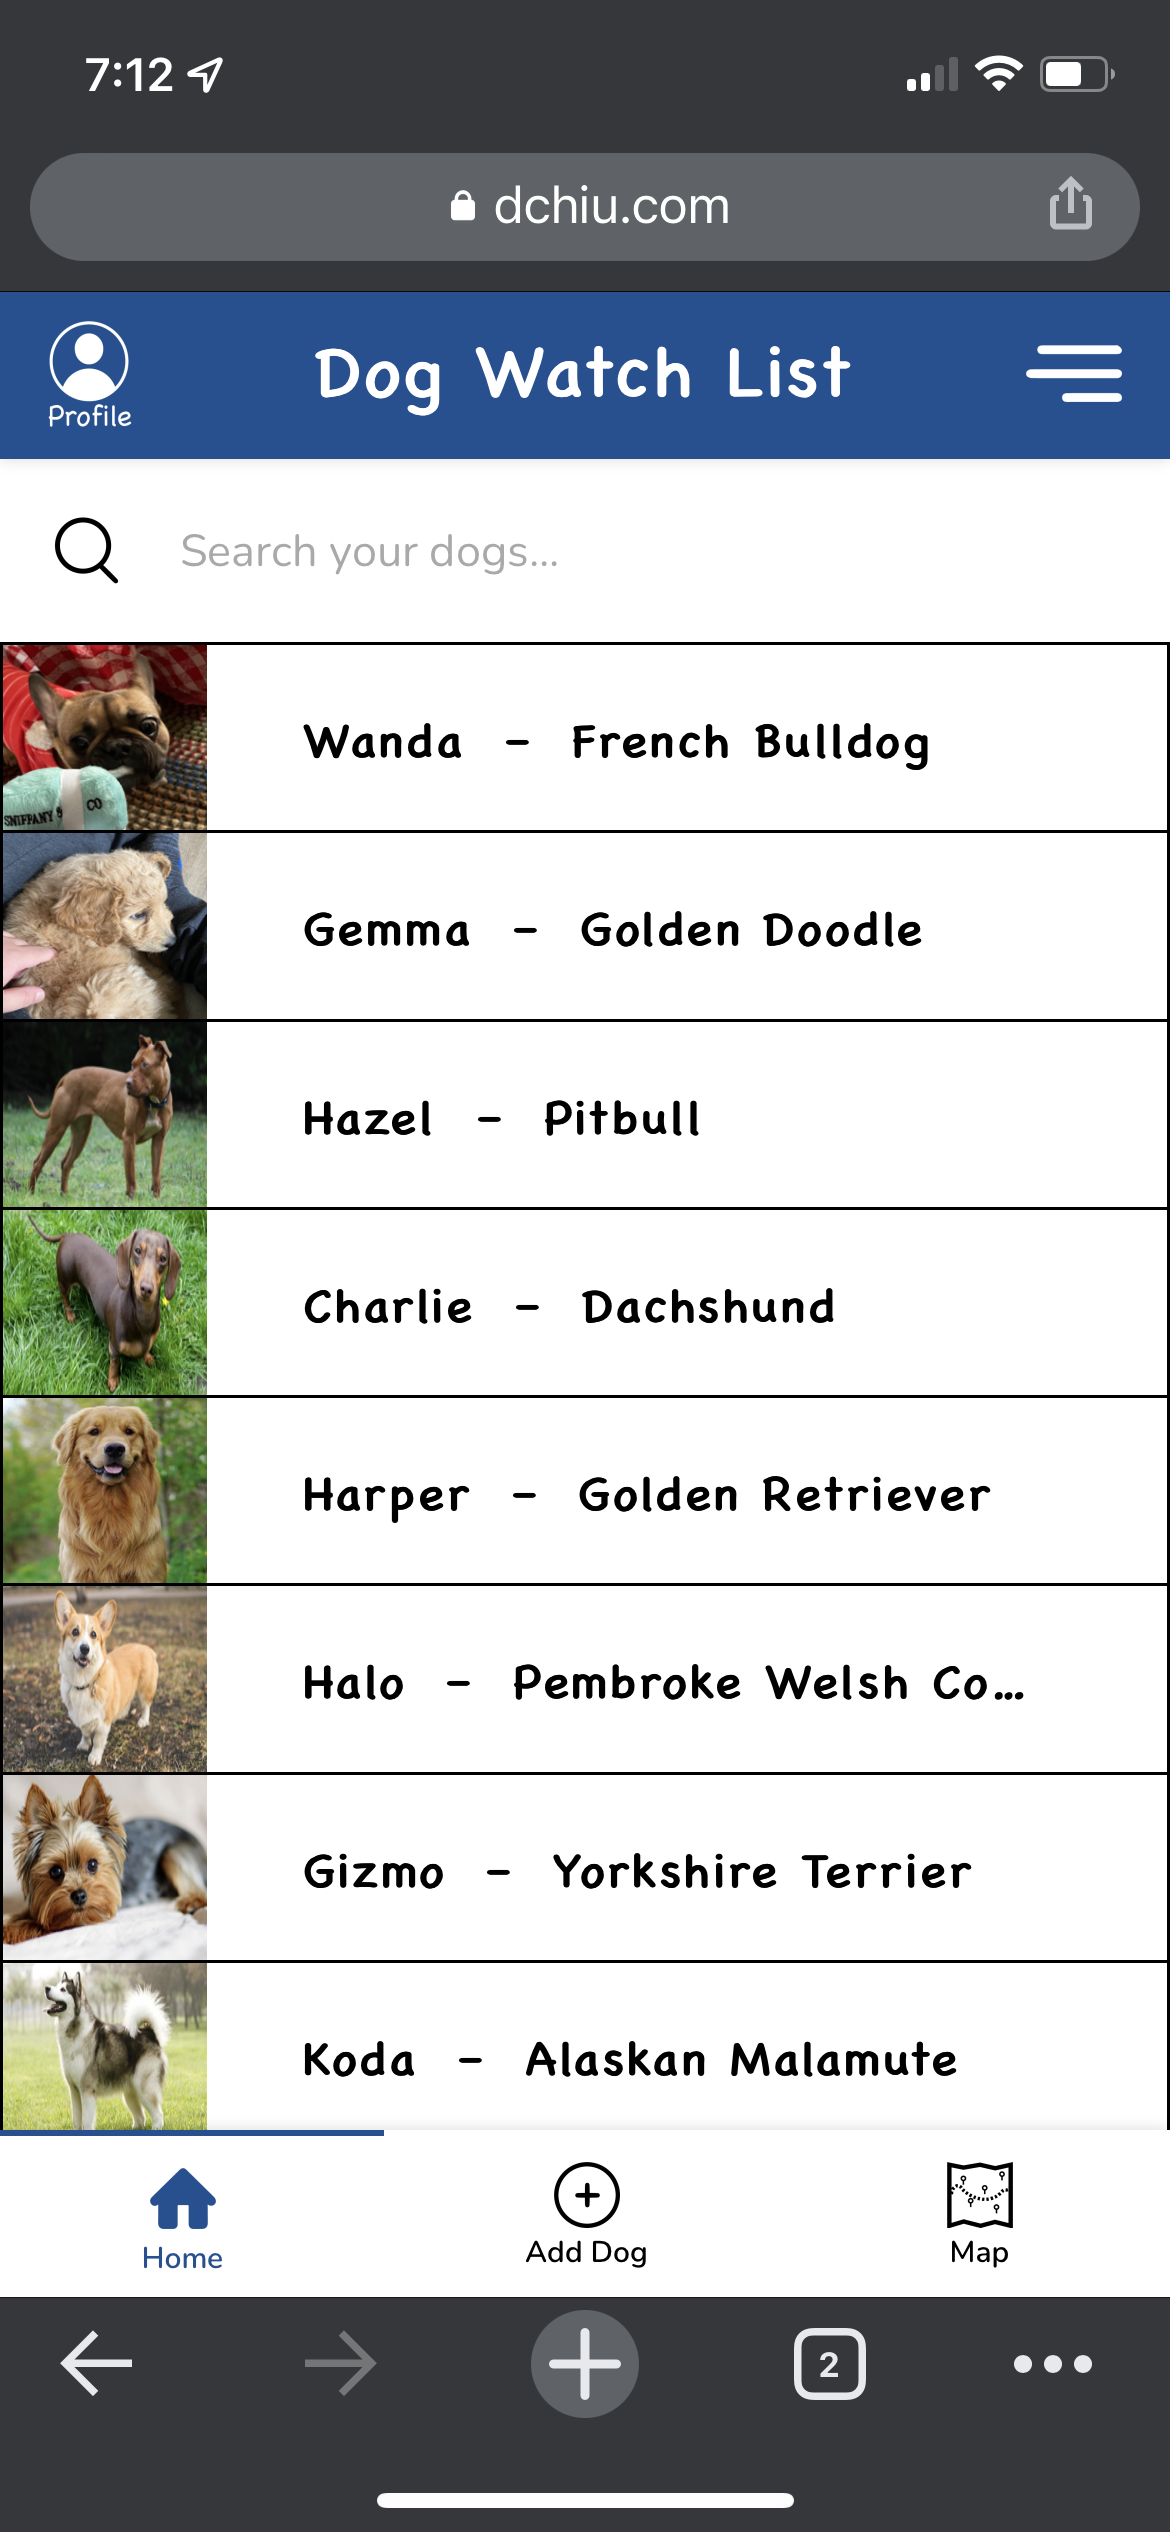 7:12
dchiu.com
Profile
Dog Watch List
Search your dogs...
SNIFFANY & CO
Wanda - French Bulldog
Gemma - Golden Doodle
Hazel - Pitbull
Charlie - Dachshund
Harper - Golden Retriever
Halo - Pembroke Welsh Co...
Gizmo - Yorkshire Terrier
Koda - Alaskan Malamute
Home
Add Dog
Map
2